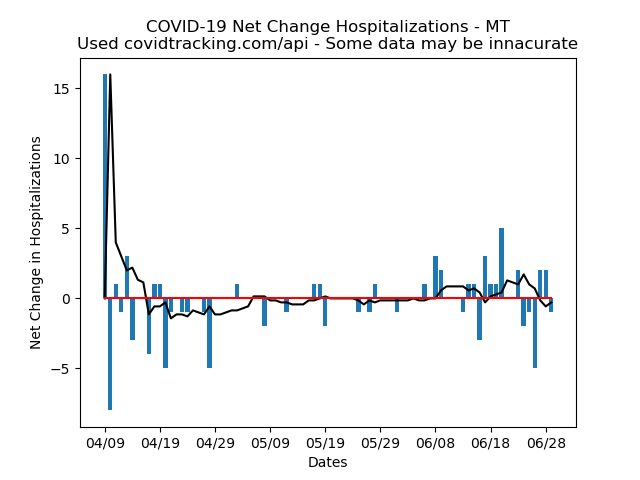 COVID-19 Net Change Hospitalizations - MT
Used covidtracking.com/api - Some data may be innacurate
Net Change in Hospitalizations
15
10
5
0
−5
04/09 04/19 04/29 05/09 05/19 05/29 06/08 06/18 06/28
Dates